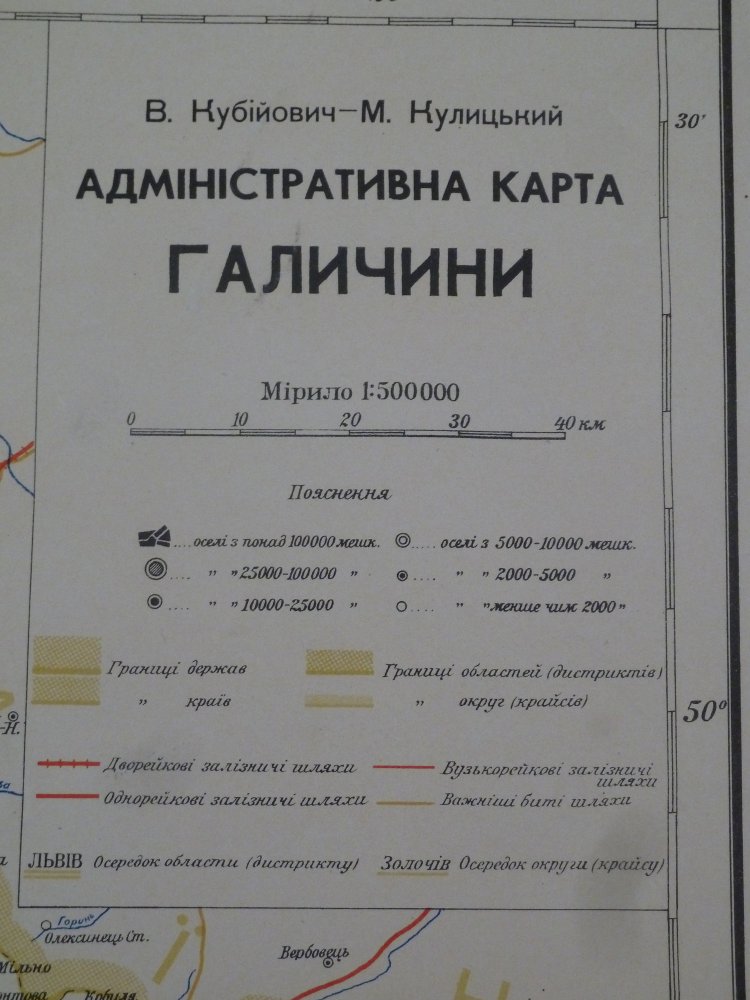 30'
В. Кубійович—М. Кулицький
АДМІНІСТРАТИВНА КАРТА
ГАЛИЧИНИ
Мірило 1:500000
0 10 20 30 40 км
Пояснення
....оселі з понад 100000 мешк.
..... оселі з 5000-10000 мешк.
.... „ „ 25000-100000 „
.... „ „ 2000-5000 „
.... „ „ 10000-25000 „
.... „ „ менше чим 2000 „
Границі держав
Границі областей (дистриктів)
„ країв
„ округ (крайсів)
50°
-Н.
Дворейкові залізничі шляхи
Вузькорейкові залізничі
шляхи
Однорейкові залізничі шляхи
Важніші биті шляхи
ЛЬВІВ Осередок области (дистрикту)
ЗОЛОЧІВ Осередок округи (крайсу)
Горинь
Олексинець Ст.
і
Вербовець
Мільно
Кобиля
Н